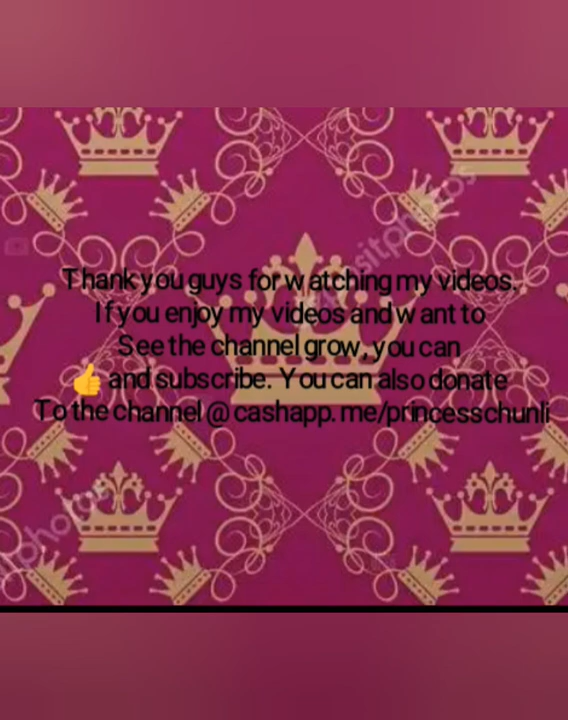 Thank you guys for watching my videos.
If you enjoy my videos and want to
See the channel grow, you can
👍 and subscribe. You can also donate
To the channel @ cashapp.me/princesschunli